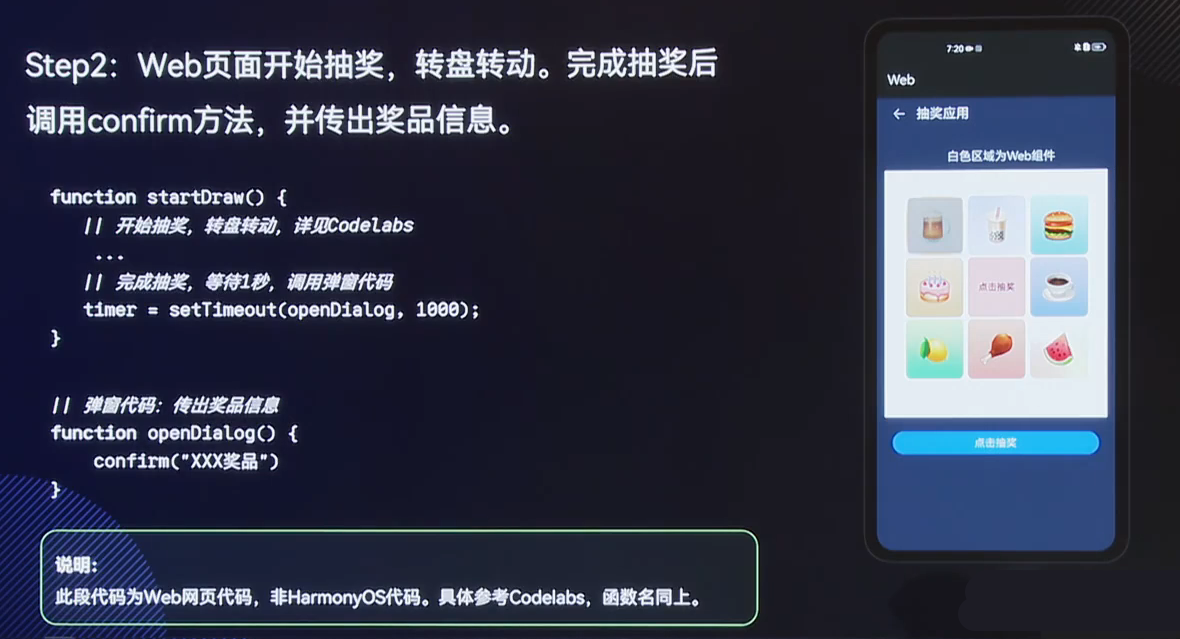 Step2：Web页面开始抽奖，转盘转动。完成抽奖后
调用confirm方法，并传出奖品信息。
function startDraw() {
// 开始抽奖，转盘转动，详见Codelabs
...
// 完成抽奖，等待1秒，调用弹窗代码
timer = setTimeout(openDialog, 1000);
}
// 弹窗代码：传出奖品信息
function openDialog() {
confirm("XXX奖品")
}
说明：
此段代码为Web网页代码，非HarmonyOS代码。具体参考Codelabs，函数名同上。
7:20
Web
抽奖应用
白色区域为Web组件
点击抽奖
点击抽奖